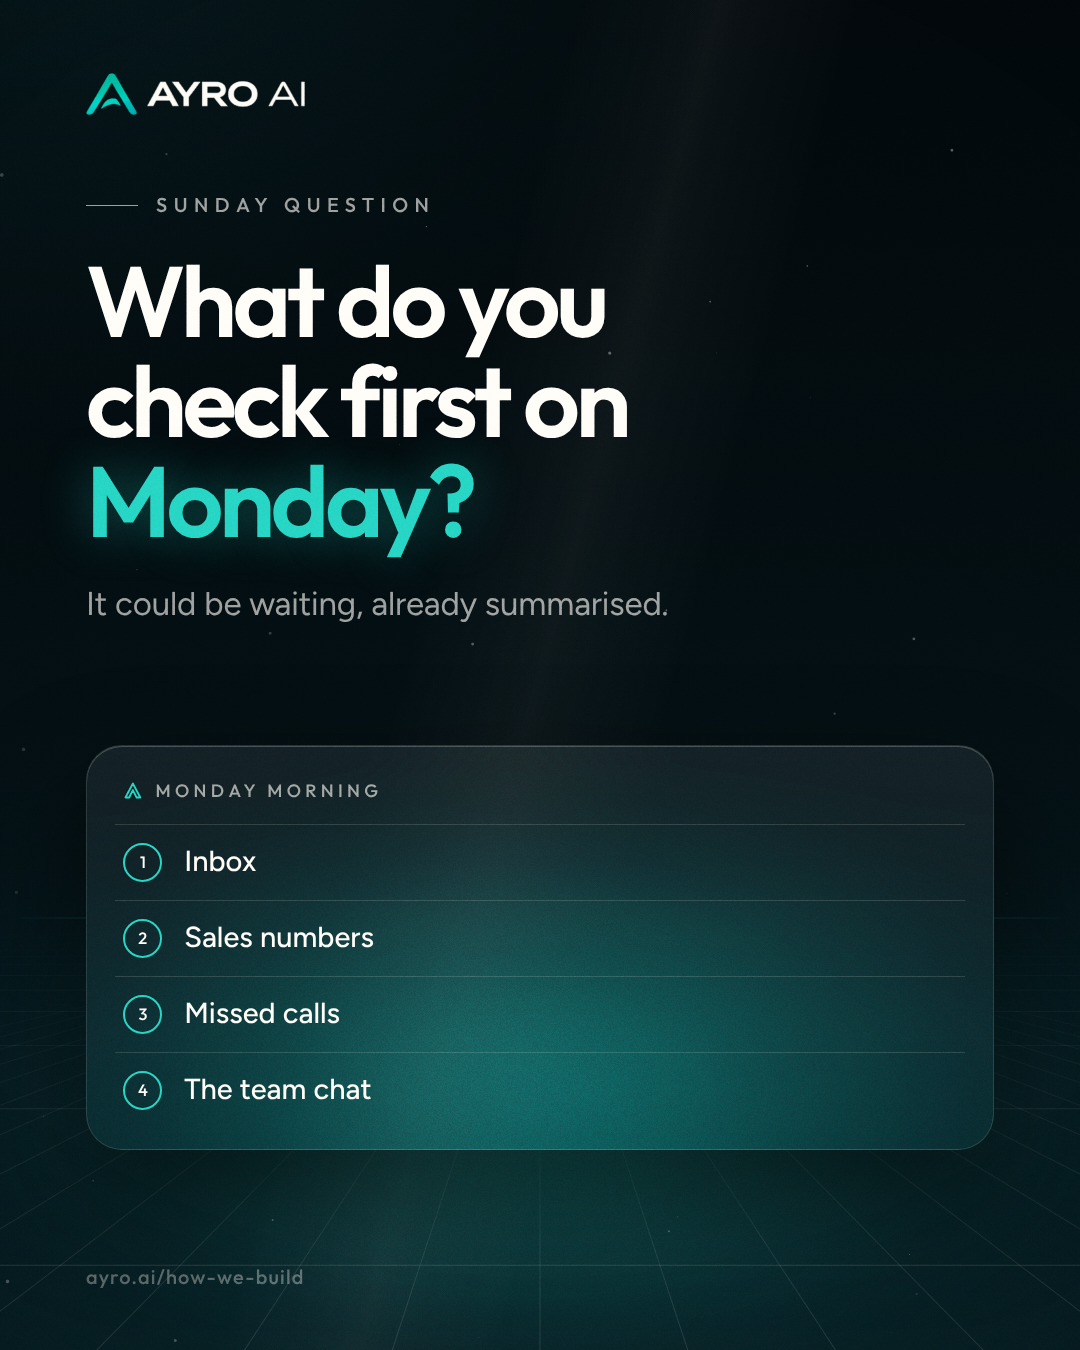 AYRO AI
SUNDAY QUESTION
What do you
check first on
Monday?
It could be waiting, already summarised.
MONDAY MORNING
1 Inbox
2 Sales numbers
3 Missed calls
4 The team chat
ayro.ai/how-we-build